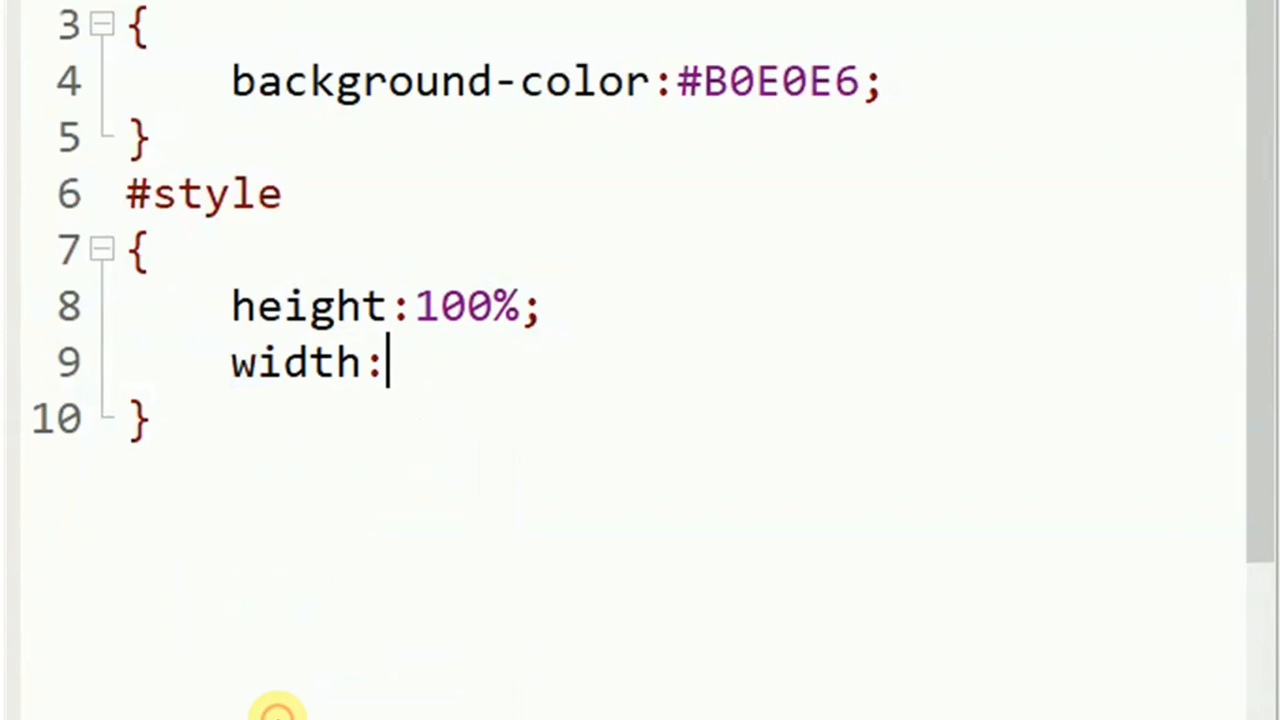 3 {
4 background-color:#B0E0E6;
5 }
6 #style
7 {
8 height:100%;
9 width:
10 }